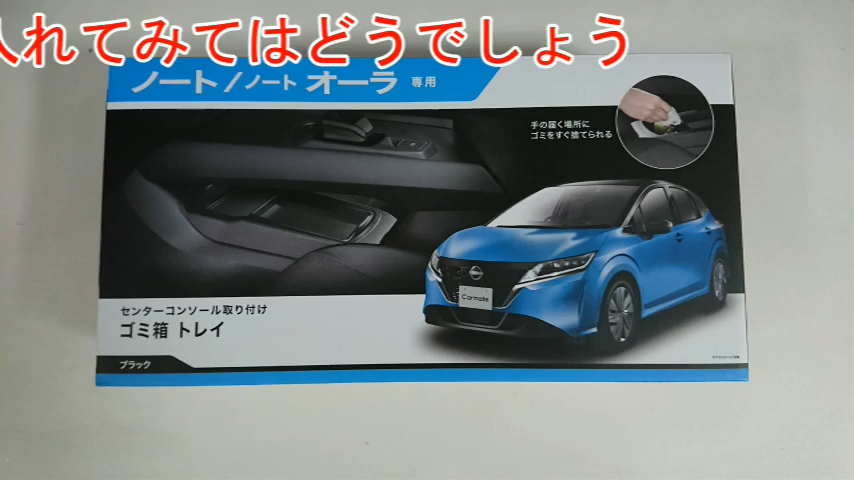 入れてみてはどうでしょう
ノート/ノート オーラ 専用
手の届く場所に
ゴミをすぐ捨てられる
Carmate
センターコンソール取り付け
ゴミ箱 トレイ
ブラック